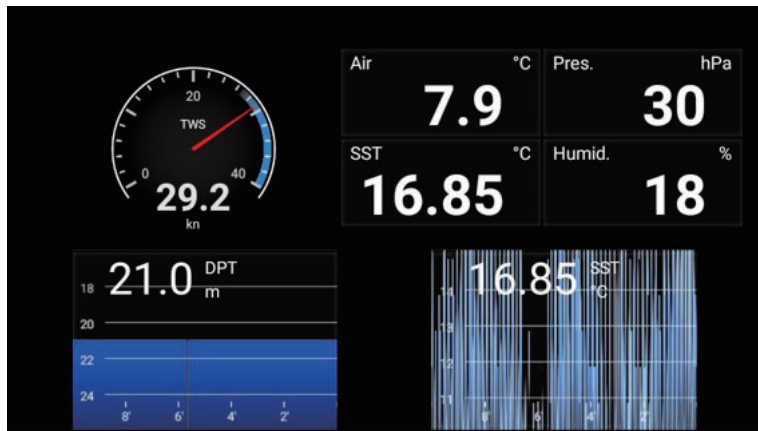 20
TWS
0
40
29.2
kn
Air °C
7.9
Pres. hPa
30
SST °C
16.85
Humid. %
18
21.0 DPT
m
18
20
22
24
8' 6' 4' 2'
16.85 SST
°C
14
13
12
11
8' 6' 4' 2'